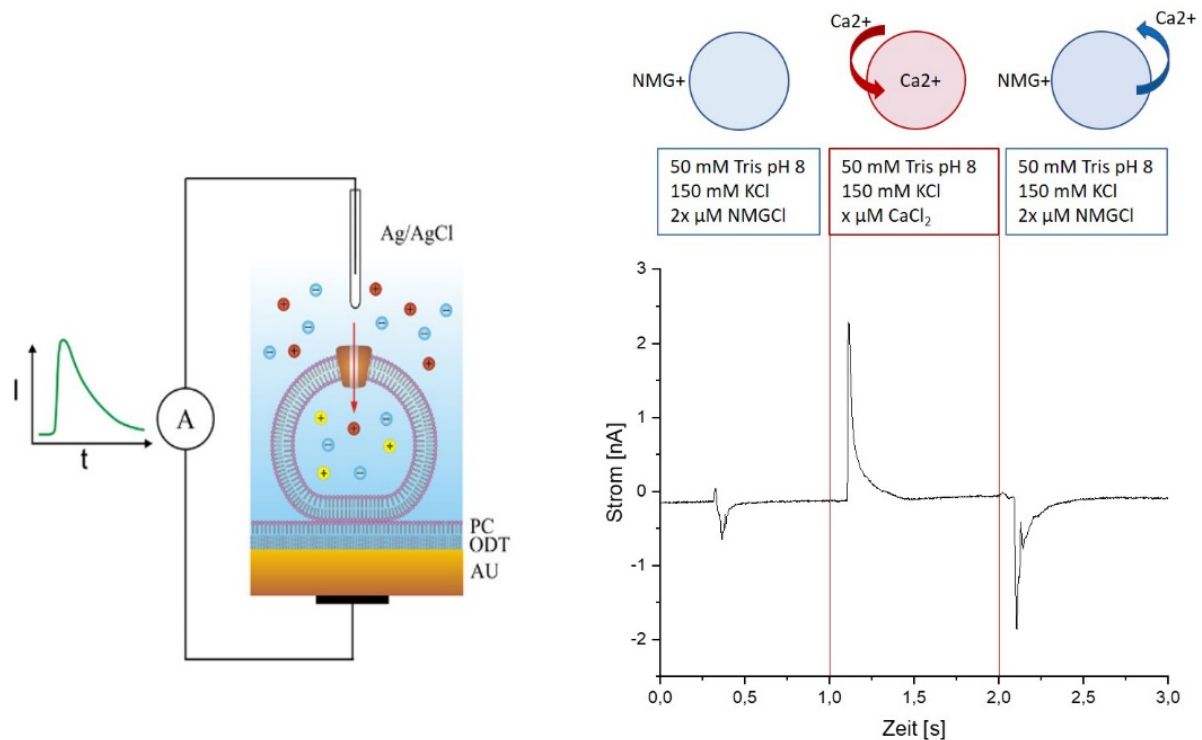 Ag/AgCl
I
A
t
PC
ODT
AU
Ca2+
Ca2+
NMG+
Ca2+
NMG+
50 mM Tris pH 8
150 mM KCl
2x µM NMGCl
50 mM Tris pH 8
150 mM KCl
x µM CaCl₂
50 mM Tris pH 8
150 mM KCl
2x µM NMGCl
3
2
1
0
-1
-2
Strom [nA]
0,0 0,5 1,0 1,5 2,0 2,5 3,0
Zeit [s]